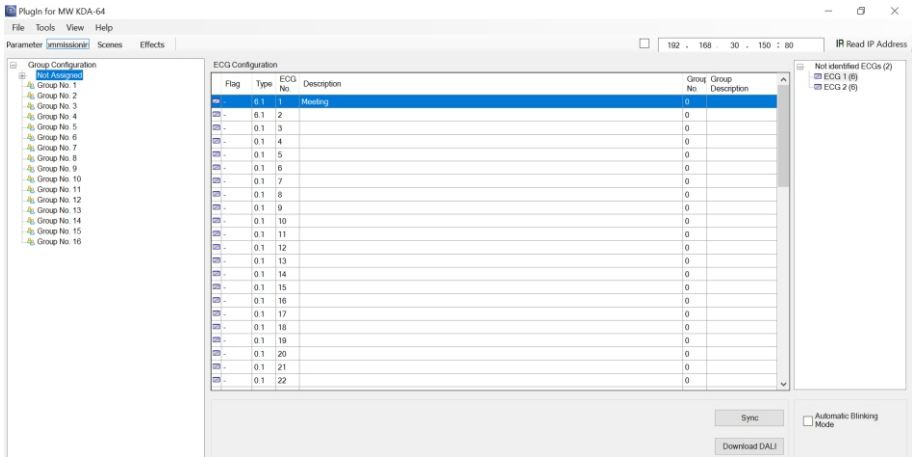 PlugIn for MW KDA-64
File Tools View Help
Parameter ommissionir Scenes Effects
192 . 168 . 30 . 150 : 80
IR Read IP Address
Group Configuration
Not Assigned
Group No. 1
Group No. 2
Group No. 3
Group No. 4
Group No. 5
Group No. 6
Group No. 7
Group No. 8
Group No. 9
Group No. 10
Group No. 11
Group No. 12
Group No. 13
Group No. 14
Group No. 15
Group No. 16
ECG Configuration
Flag Type ECG No. Description Group No. Group Description
- 6.1 1 Meeting 0
- 6.1 2 0
- 0.1 3 0
- 0.1 4 0
- 0.1 5 0
- 0.1 6 0
- 0.1 7 0
- 0.1 8 0
- 0.1 9 0
- 0.1 10 0
- 0.1 11 0
- 0.1 12 0
- 0.1 13 0
- 0.1 14 0
- 0.1 15 0
- 0.1 16 0
- 0.1 17 0
- 0.1 18 0
- 0.1 19 0
- 0.1 20 0
- 0.1 21 0
- 0.1 22 0
Sync
Download DALI
Not identified ECGs (2)
ECG 1 (6)
ECG 2 (6)
Automatic Blinking
Mode